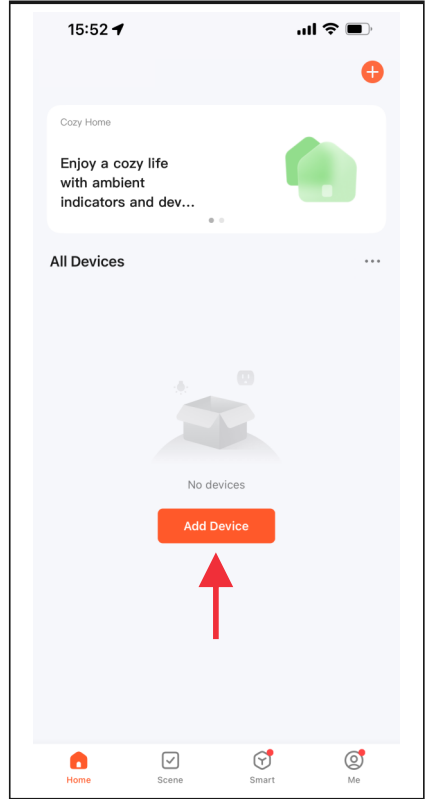 15:52
Cozy Home
Enjoy a cozy life
with ambient
indicators and dev...
All Devices
No devices
Add Device
Home
Scene
Smart
Me